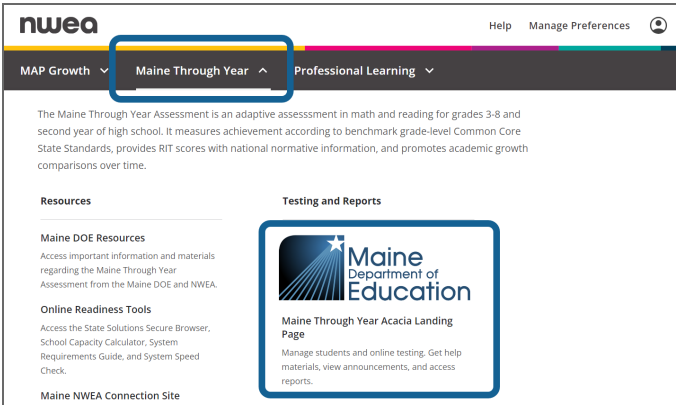 nwea
Help Manage Preferences
MAP Growth Maine Through Year Professional Learning
The Maine Through Year Assessment is an adaptive assesssment in math and reading for grades 3-8 and
second year of high school. It measures achievement according to benchmark grade-level Common Core
State Standards, provides RIT scores with national normative information, and promotes academic growth
comparisons over time.
Resources
Maine DOE Resources
Access important information and materials
regarding the Maine Through Year
Assessment from the Maine DOE and NWEA.
Online Readiness Tools
Access the State Solutions Secure Browser,
School Capacity Calculator, System
Requirements Guide, and System Speed
Check.
Maine NWEA Connection Site
Testing and Reports
Maine
Department of
Education
Maine Through Year Acacia Landing
Page
Manage students and online testing. Get help
materials, view announcements, and access
reports.